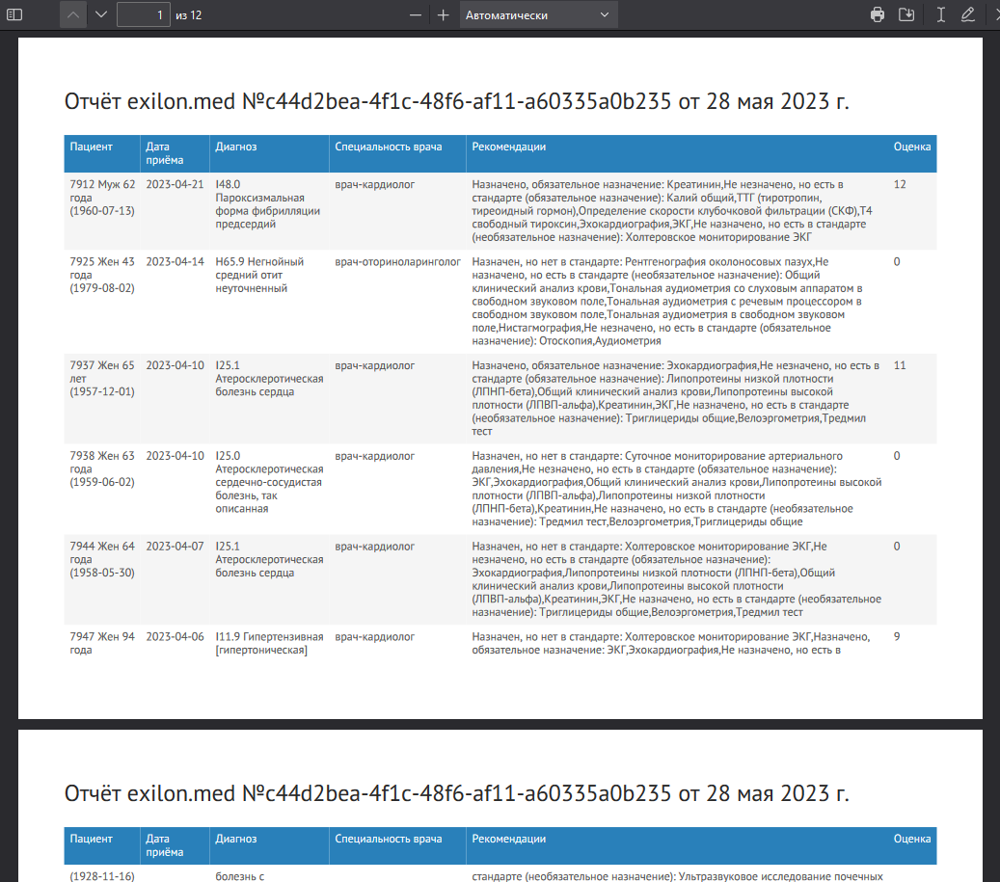 1 из 12 Автоматически
Отчёт exilon.med №c44d2bea-4f1c-48f6-af11-a60335a0b235 от 28 мая 2023 г.
Пациент Дата приёма Диагноз Специальность врача Рекомендации Оценка
7912 Муж 62 2023-04-21 I48.0 врач-кардиолог Назначено, обязательное назначение: Креатинин,Не незначено, но есть в 12
года Пароксизмальная стандарте (обязательное назначение): Калий общий,ТТГ (тиротропин,
(1960-07-13) форма фибрилляции тиреоидный гормон),Определение скорости клубочковой фильтрации (СКФ),Т4
предсердий свободный тироксин,Эхокардиография,ЭКГ,Не назначено, но есть в стандарте
(необязательное назначение): Холтеровское мониторирование ЭКГ
7925 Жен 43 2023-04-14 H65.9 Негнойный врач-оториноларинголог Назначен, но нет в стандарте: Рентгенография околоносовых пазух,Не 0
года средний отит назначено, но есть в стандарте (необязательное назначение): Общий
(1979-08-02) неуточненный клинический анализ крови,Тональная аудиометрия со слуховым аппаратом в
свободном звуковом поле,Тональная аудиометрия с речевым процессором в
свободном звуковом поле,Тональная аудиометрия в свободном звуковом
поле,Нистагмография,Не незначено, но есть в стандарте (обязательное
назначение): Отоскопия,Аудиометрия
7937 Жен 65 2023-04-10 I25.1 врач-кардиолог Назначено, обязательное назначение: Эхокардиография,Не незначено, но есть в 11
лет Атеросклеротическая стандарте (обязательное назначение): Липопротеины низкой плотности
(1957-12-01) болезнь сердца (ЛПНП-бета),Общий клинический анализ крови,Липопротеины высокой
плотности (ЛПВП-альфа),Креатинин,ЭКГ,Не назначено, но есть в стандарте
(необязательное назначение): Триглицериды общие,Велоэргометрия,Тредмил
тест
7938 Жен 63 2023-04-10 I25.0 врач-кардиолог Назначен, но нет в стандарте: Суточное мониторирование артериального 0
года Атеросклеротическая давления,Не незначено, но есть в стандарте (обязательное назначение):
(1959-06-02) сердечно-сосудистая ЭКГ,Эхокардиография,Общий клинический анализ крови,Липопротеины высокой
болезнь, так плотности (ЛПВП-альфа),Липопротеины низкой плотности
описанная (ЛПНП-бета),Креатинин,Не назначено, но есть в стандарте (необязательное
назначение): Тредмил тест,Велоэргометрия,Триглицериды общие
7944 Жен 64 2023-04-07 I25.1 врач-кардиолог Назначен, но нет в стандарте: Холтеровское мониторирование ЭКГ,Не 0
года Атеросклеротическая незначено, но есть в стандарте (обязательное назначение):
(1958-05-30) болезнь сердца Эхокардиография,Липопротеины низкой плотности (ЛПНП-бета),Общий
клинический анализ крови,Липопротеины высокой плотности
(ЛПВП-альфа),Креатинин,ЭКГ,Не назначено, но есть в стандарте (необязательное
назначение): Триглицериды общие,Велоэргометрия,Тредмил тест
7947 Жен 94 2023-04-06 I11.9 Гипертензивная врач-кардиолог Назначен, но нет в стандарте: Холтеровское мониторирование ЭКГ,Назначено, 9
года [гипертоническая] обязательное назначение: ЭКГ,Эхокардиография,Не назначено, но есть в
Отчёт exilon.med №c44d2bea-4f1c-48f6-af11-a60335a0b235 от 28 мая 2023 г.
Пациент Дата приёма Диагноз Специальность врача Рекомендации Оценка
(1928-11-16) болезнь с стандарте (необязательное назначение): Ультразвуковое исследование почечных